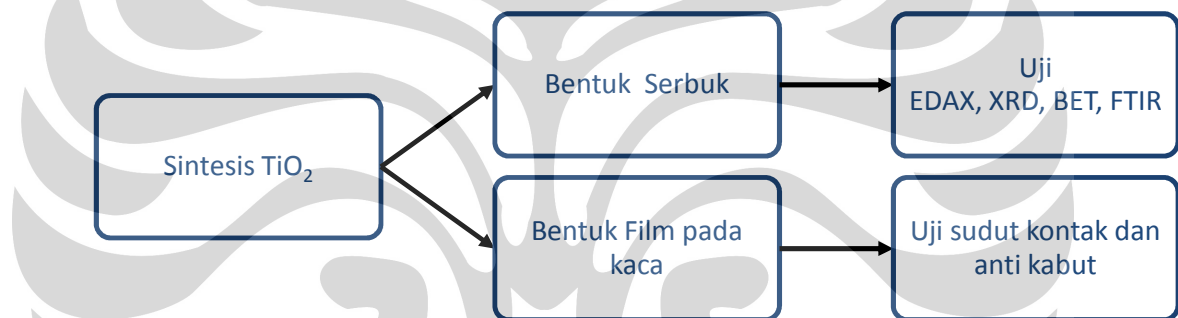 Sintesis TiO₂
Bentuk Serbuk
Uji
EDAX, XRD, BET, FTIR
Bentuk Film pada
kaca
Uji sudut kontak dan
anti kabut